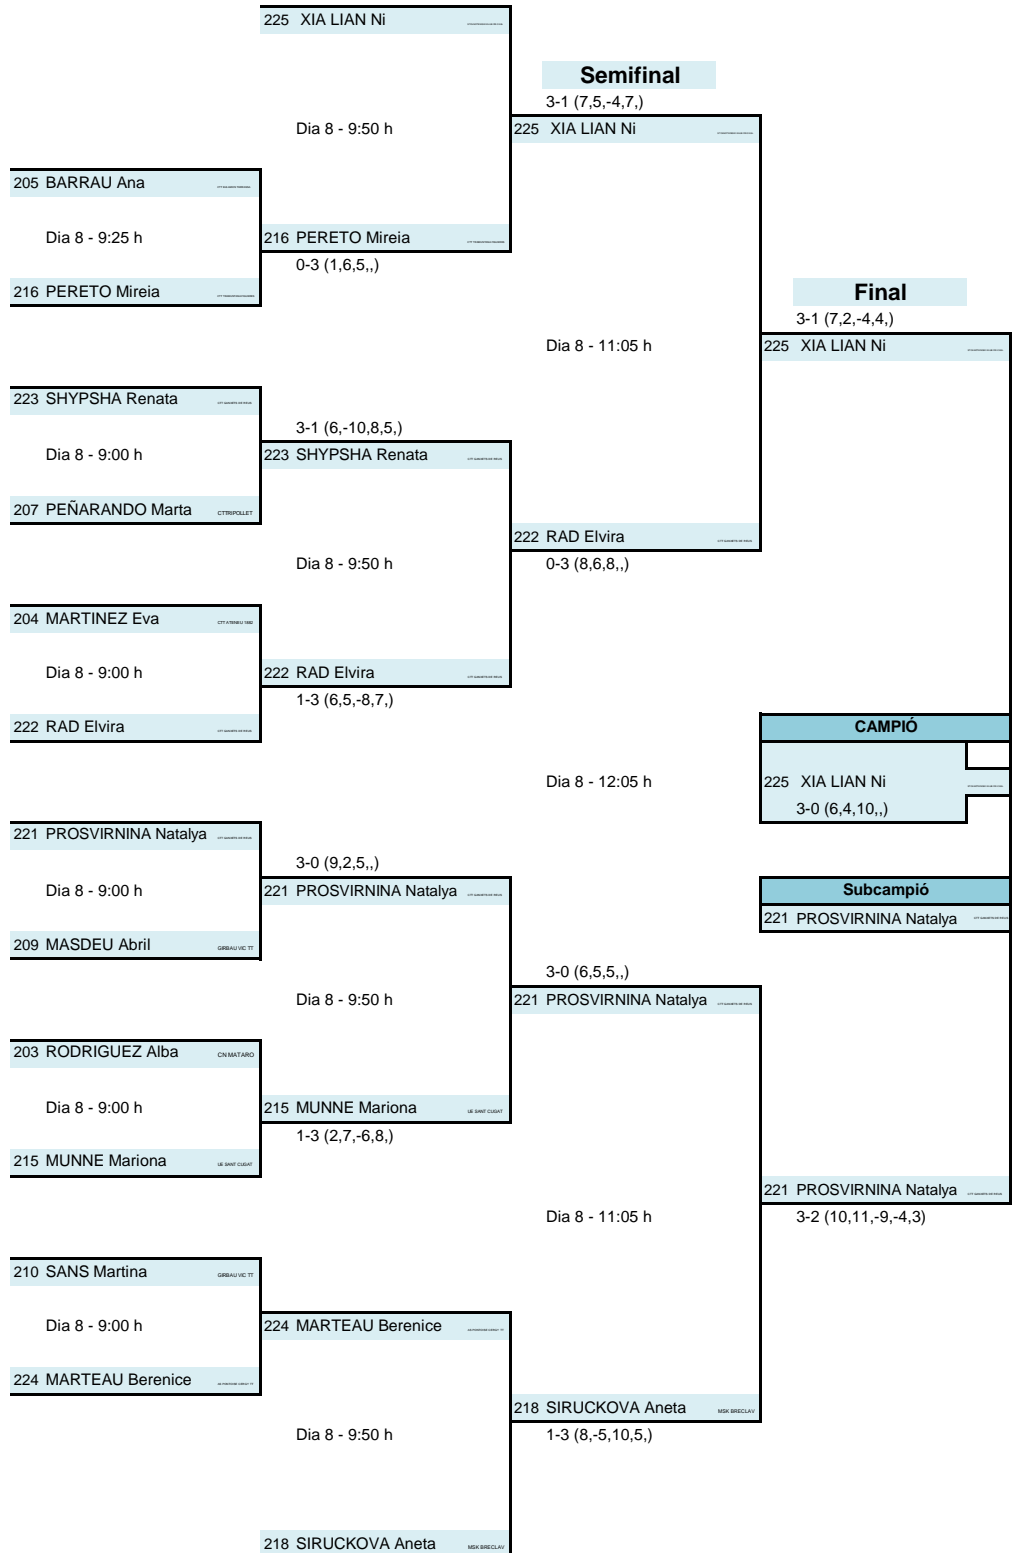 225 XIA LIAN Ni
Semifinal
3-1 (7,5,-4,7,)
Dia 8 - 9:50 h
225 XIA LIAN Ni
205 BARRAU Ana
Dia 8 - 9:25 h
216 PERETO Mireia
0-3 (1,6,5,,)
216 PERETO Mireia
Final
3-1 (7,2,-4,4,)
Dia 8 - 11:05 h
225 XIA LIAN Ni
223 SHYPSHA Renata
3-1 (6,-10,8,5,)
Dia 8 - 9:00 h
223 SHYPSHA Renata
207 PEÑARANDO Marta CTTRIPOLLET
222 RAD Elvira
Dia 8 - 9:50 h
0-3 (8,6,8,,)
204 MARTINEZ Eva CTT ATENEU 1882
Dia 8 - 9:00 h
222 RAD Elvira
1-3 (6,5,-8,7,)
222 RAD Elvira
CAMPIÓ
Dia 8 - 12:05 h
225 XIA LIAN Ni
3-0 (6,4,10,,)
221 PROSVIRNINA Natalya
3-0 (9,2,5,,)
Dia 8 - 9:00 h
221 PROSVIRNINA Natalya
Subcampió
221 PROSVIRNINA Natalya
209 MASDEU Abril GIRBAU VIC TT
3-0 (6,5,5,,)
Dia 8 - 9:50 h
221 PROSVIRNINA Natalya
203 RODRIGUEZ Alba CN MATARO
Dia 8 - 9:00 h
215 MUNNE Mariona UE SANT CUGAT
1-3 (2,7,-6,8,)
215 MUNNE Mariona UE SANT CUGAT
221 PROSVIRNINA Natalya
Dia 8 - 11:05 h
3-2 (10,11,-9,-4,3)
210 SANS Martina GIRBAU VIC TT
Dia 8 - 9:00 h
224 MARTEAU Berenice
224 MARTEAU Berenice
218 SIRUCKOVA Aneta MSK BRECLAV
Dia 8 - 9:50 h
1-3 (8,-5,10,5,)
218 SIRUCKOVA Aneta MSK BRECLAV